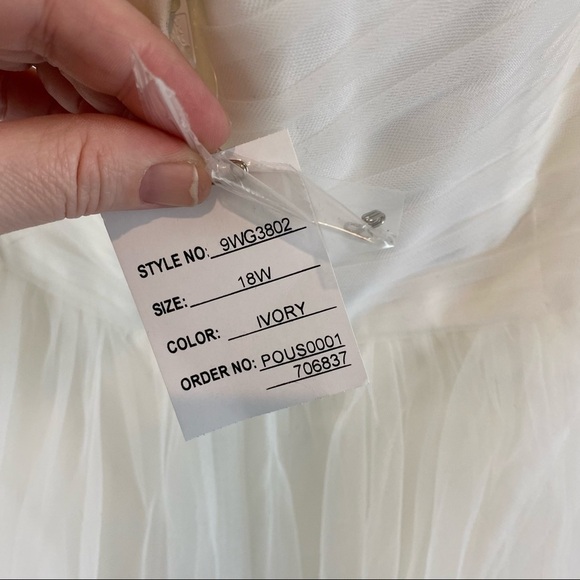 STYLE NO: 9WG3802
SIZE: 18W
COLOR: IVORY
ORDER NO: POUS0001
706837